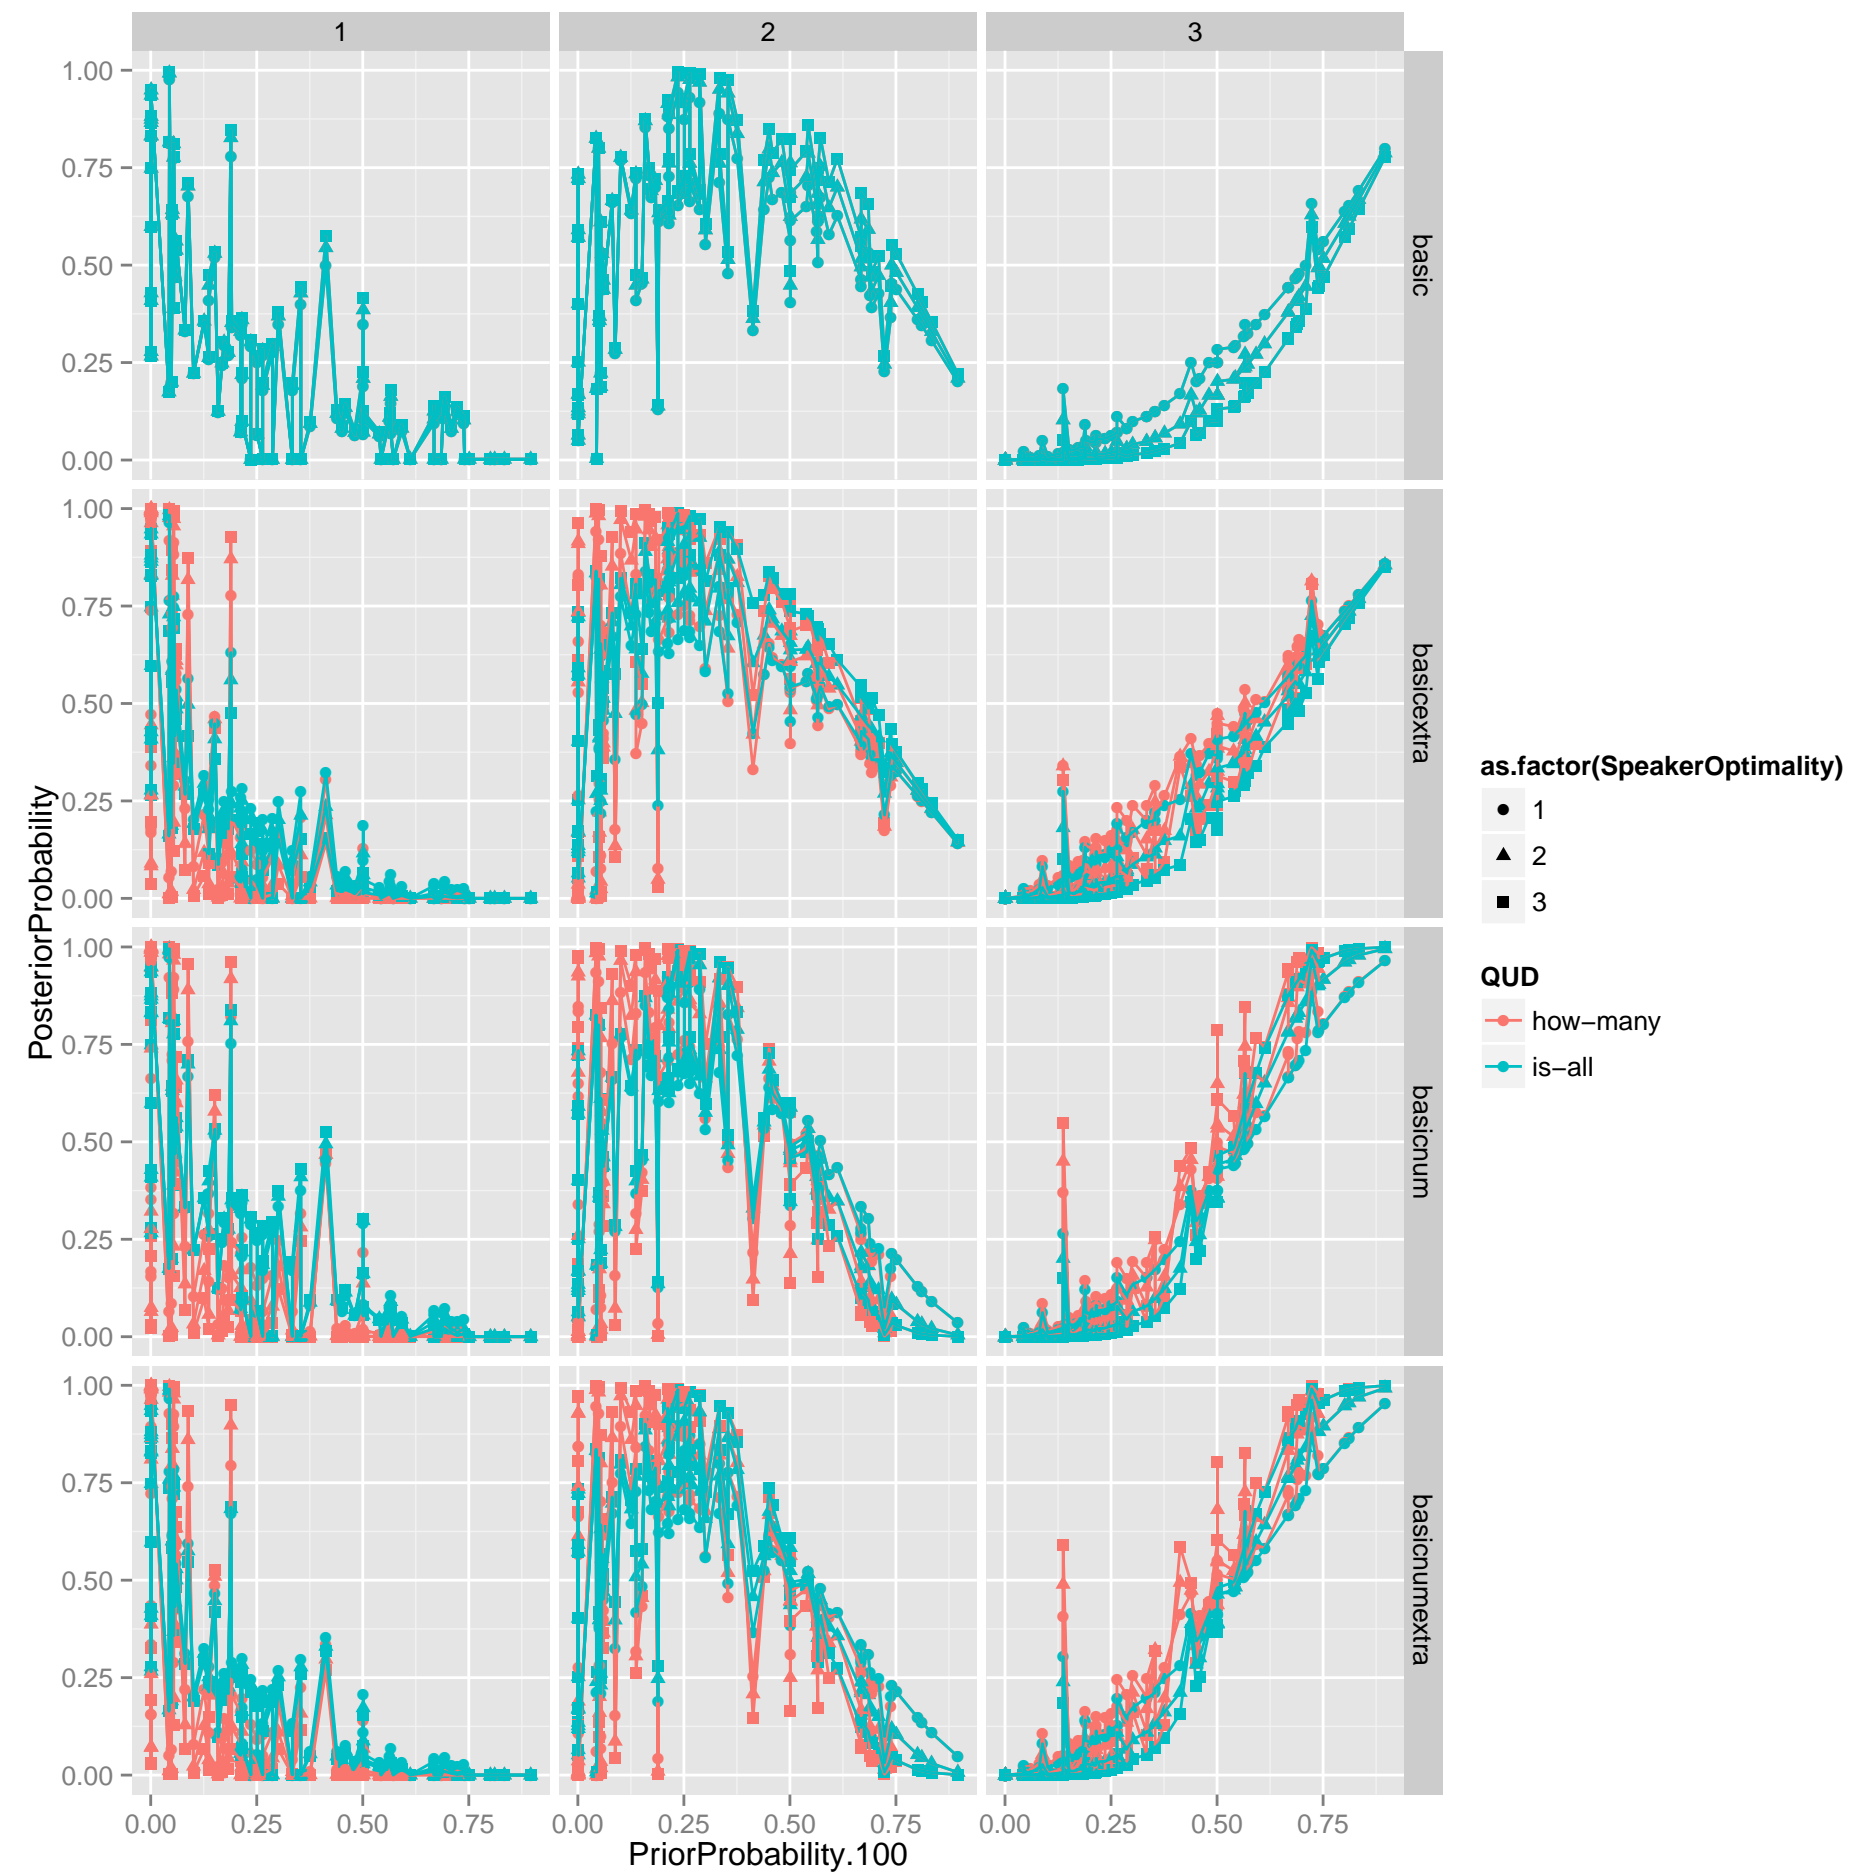 1 2 3
1.00
0.75
0.50
0.25
0.00
basic
1.00
0.75
0.50
0.25
0.00
basicextra
1.00
0.75
0.50
0.25
0.00
basicnum
1.00
0.75
0.50
0.25
0.00
basicnumextra
0.00 0.25 0.50 0.75 0.00 0.25 0.50 0.75 0.00 0.25 0.50 0.75
PriorProbability.100
PosteriorProbability
as.factor(SpeakerOptimality)
1
2
3
QUD
how−many
is−all